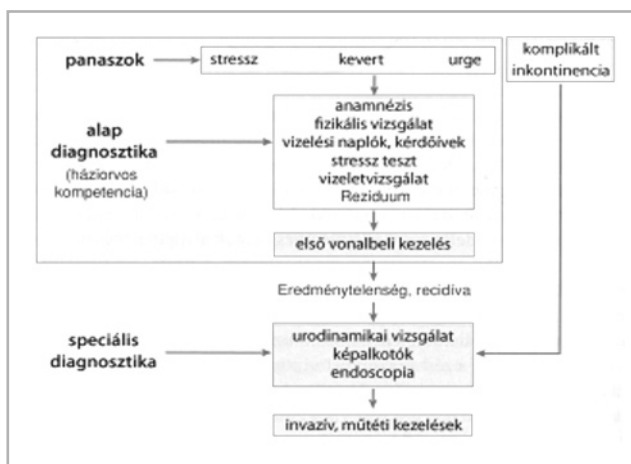 panaszok
stressz kevert urge
komplikált
inkontinencia
alap
diagnosztika
(háziorvos
kompetencia)
anamnézis
fizikális vizsgálat
vizelési naplók, kérdőívek
stressz teszt
vizeletvizsgálat
Reziduum
első vonalbeli kezelés
Eredménytelenség, recidíva
speciális
diagnosztika
urodinamikai vizsgálat
képalkotók
endoscopia
invazív, műtéti kezelések